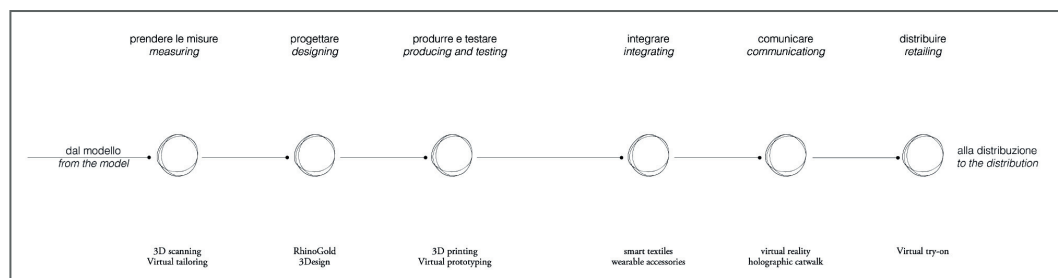 prendere le misure
measuring
progettare
designing
produrre e testare
producing and testing
integrare
integrating
comunicare
communicationg
distribuire
retailing
dal modello
from the model
alla distribuzione
to the distribution
3D scanning
Virtual tailoring
RhinoGold
3Design
3D printing
Virtual prototyping
smart textiles
wearable accessories
virtual reality
holographic catwalk
Virtual try-on